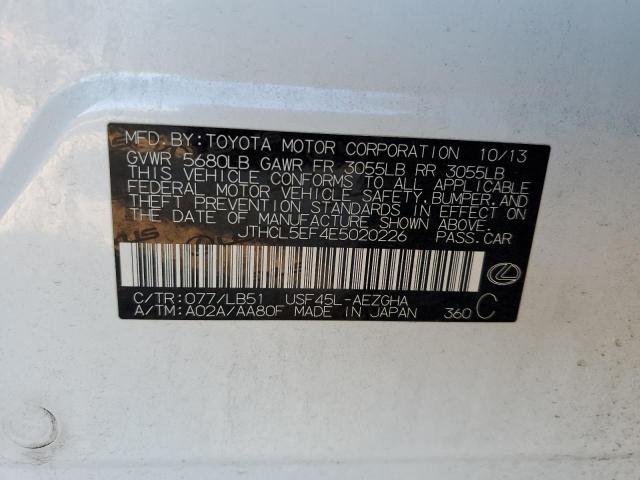 MFD. BY: TOYOTA MOTOR CORPORATION 10/13
GVWR 5680LB GAWR FR 3055LB RR 3055LB
THIS VEHICLE CONFORMS TO ALL APPLICABLE
FEDERAL MOTOR VEHICLE SAFETY, BUMPER, AND
THEFT PREVENTION STANDARDS IN EFFECT ON
THE DATE OF MANUFACTURE SHOWN ABOVE.
JTHCL5EF4E5020226 PASS. CAR
C/TR: 077/LB51 USF45L-AEZGHA
A/TM: A02A/AA80F MADE IN JAPAN 360 C